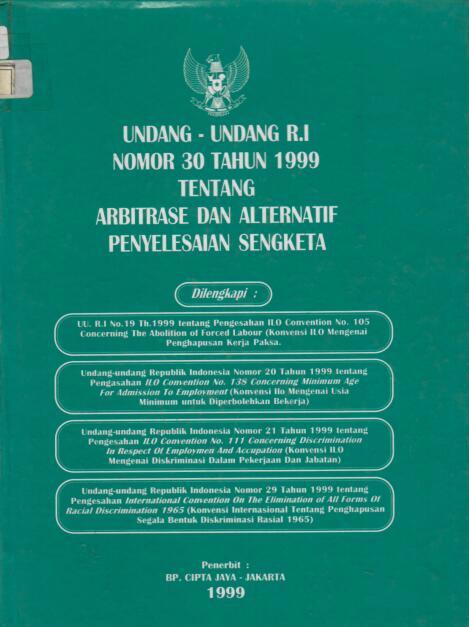 UNDANG - UNDANG R.I
NOMOR 30 TAHUN 1999
TENTANG
ARBITRASE DAN ALTERNATIF
PENYELESAIAN SENGKETA
Dilengkapi :
UU. R.I No.19 Th.1999 tentang Pengesahan ILO Convention No. 105
Concerning The Abolition of Forced Labour (Konvensi ILO Mengenai
Penghapusan Kerja Paksa.
Undang-undang Republik Indonesia Nomor 20 Tahun 1999 tentang
Pengasahan ILO Convention No. 138 Concerning Minimum Age
For Admission To Employment (Konvensi Ilo Mengenai Usia
Minimum untuk Diperbolehkan Bekerja)
Undang-undang Republik Indonesia Nomor 21 Tahun 1999 tentang
Pengesahan ILO Convention No. 111 Concerning Discrimination
In Respect Of Employmen And Accupation (Konvensi ILO
Mengenai Diskriminasi Dalam Pekerjaan Dan Jabatan)
Undang-undang Republik Indonesia Nomor 29 Tahun 1999 tentang
Pengesahan International Convention On The Elimination of All Forms Of
Racial Discrimination 1965 (Konvensi Internasional Tentang Penghapusan
Segala Bentuk Diskriminasi Rasial 1965)
Penerbit :
BP. CIPTA JAYA - JAKARTA
1999